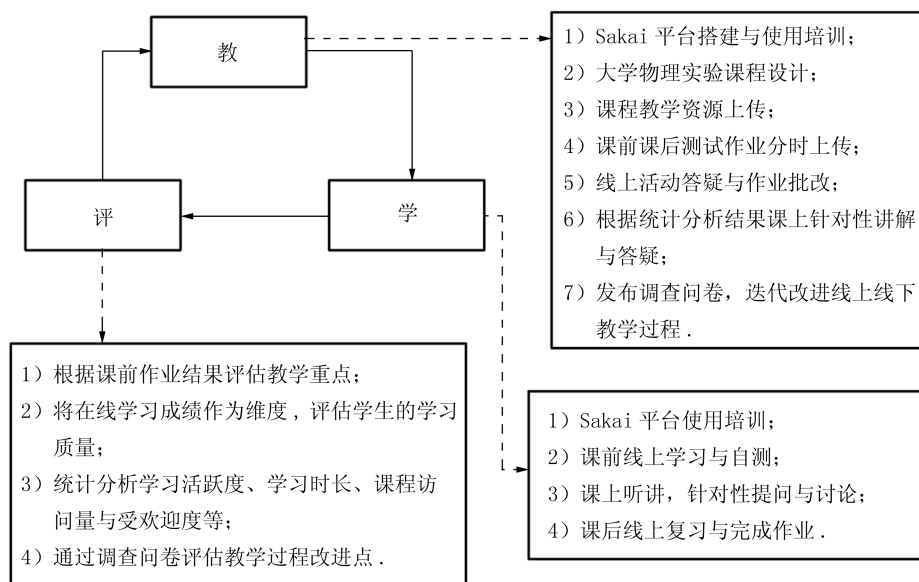 教
评
学
1）Sakai 平台搭建与使用培训；
2）大学物理实验课程设计；
3）课程教学资源上传；
4）课前课后测试作业分时上传；
5）线上活动答疑与作业批改；
6）根据统计分析结果课上针对性讲解
与答疑；
7）发布调查问卷，迭代改进线上线下
教学过程．
1）根据课前作业结果评估教学重点；
2）将在线学习成绩作为维度，评估学生的学习
质量；
3）统计分析学习活跃度、学习时长、课程访
问量与受欢迎度等；
4）通过调查问卷评估教学过程改进点．
1）Sakai 平台使用培训；
2）课前线上学习与自测；
3）课上听讲，针对性提问与讨论；
4）课后线上复习与完成作业．